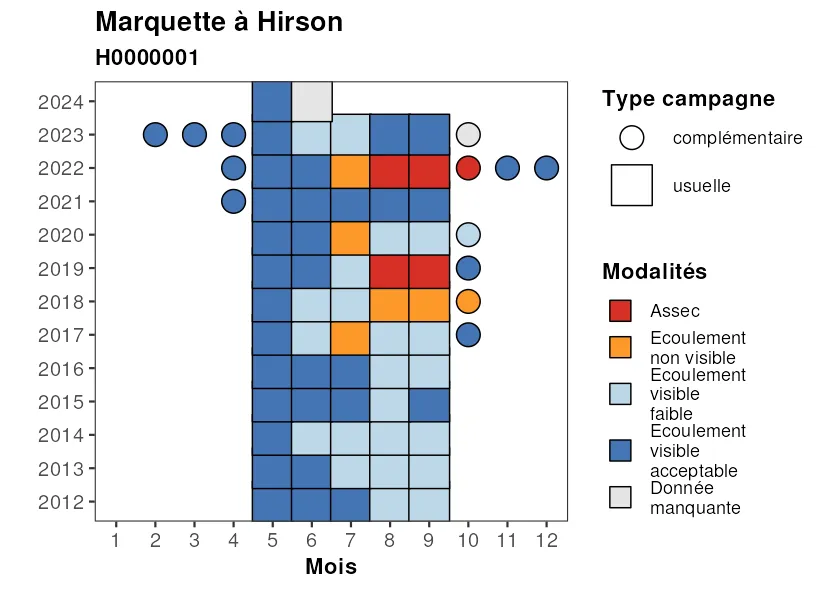 Marquette à Hirson
H0000001
2024
2023
2022
2021
2020
2019
2018
2017
2016
2015
2014
2013
2012
1 2 3 4 5 6 7 8 9 10 11 12
Mois
Type campagne
complémentaire
usuelle
Modalités
Assec
Ecoulement
non visible
Ecoulement
visible
faible
Ecoulement
visible
acceptable
Donnée
manquante